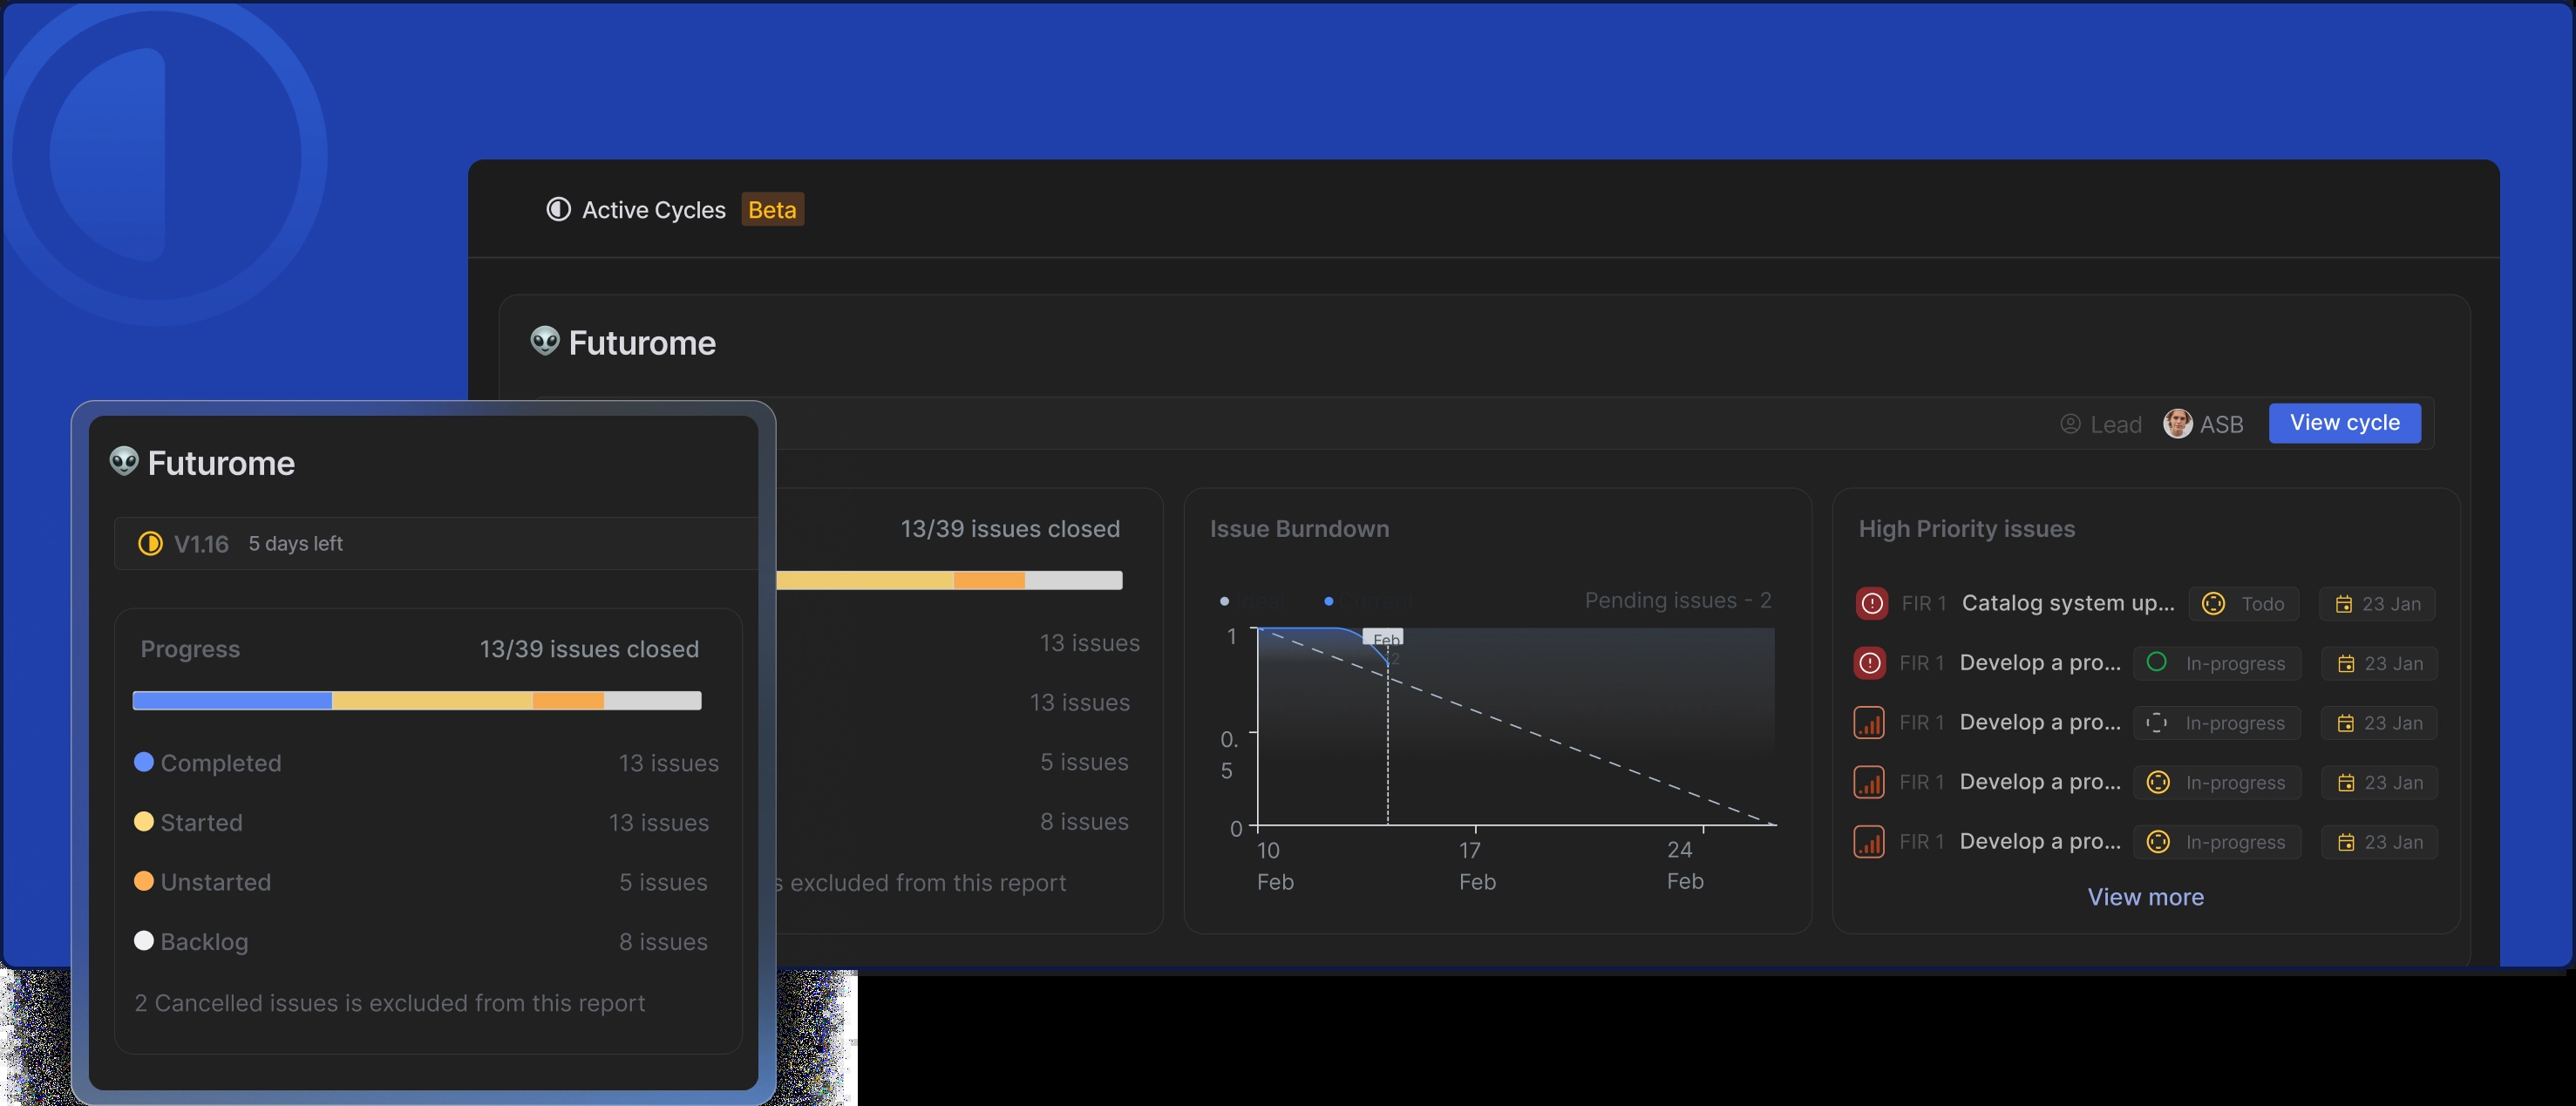 Active Cycles Beta
Futurome
Lead ASB View cycle
Futurome
V1.16 5 days left
Progress 13/39 issues closed
Completed 13 issues
Started 13 issues
Unstarted 5 issues
Backlog 8 issues
2 Cancelled issues is excluded from this report
13/39 issues closed
13 issues
13 issues
5 issues
8 issues
s excluded from this report
Issue Burndown
Ideal Current Pending issues - 2
1
Feb
12
0.
5
0
10 17 24
Feb Feb Feb
High Priority issues
FIR 1 Catalog system up... Todo 23 Jan
FIR 1 Develop a pro... In-progress 23 Jan
FIR 1 Develop a pro... In-progress 23 Jan
FIR 1 Develop a pro... In-progress 23 Jan
FIR 1 Develop a pro... In-progress 23 Jan
View more